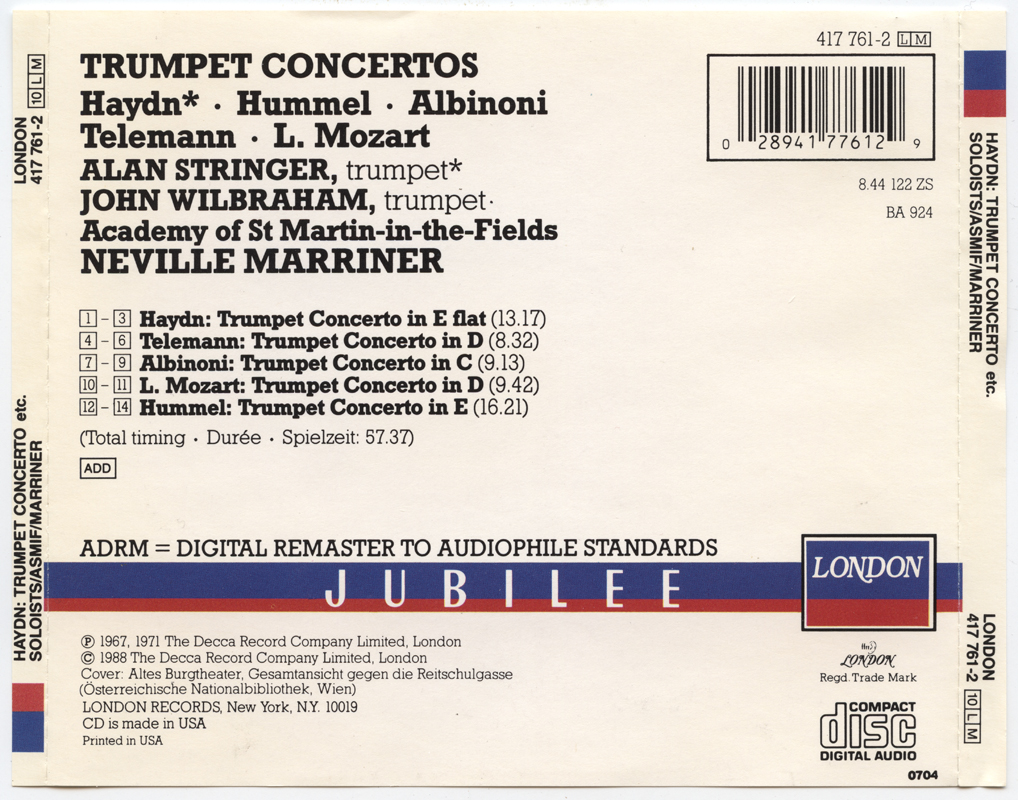 417 761-2 LM
TRUMPET CONCERTOS
Haydn* · Hummel · Albinoni
Telemann · L. Mozart
ALAN STRINGER, trumpet*
JOHN WILBRAHAM, trumpet·
Academy of St Martin-in-the-Fields
NEVILLE MARRINER
0 28941 77612 9
8.44 122 ZS
BA 924
1 – 3 Haydn: Trumpet Concerto in E flat (13.17)
4 – 6 Telemann: Trumpet Concerto in D (8.32)
7 – 9 Albinoni: Trumpet Concerto in C (9.13)
10 – 11 L. Mozart: Trumpet Concerto in D (9.42)
12 – 14 Hummel: Trumpet Concerto in E (16.21)
(Total timing · Durée · Spielzeit: 57.37)
ADD
ADRM = DIGITAL REMASTER TO AUDIOPHILE STANDARDS
JUBILEE
LONDON
℗ 1967, 1971 The Decca Record Company Limited, London
© 1988 The Decca Record Company Limited, London
Cover: Altes Burgtheater, Gesamtansicht gegen die Reitschulgasse
(Österreichische Nationalbibliothek, Wien)
LONDON RECORDS, New York, N.Y. 10019
CD is made in USA
Printed in USA
ffrr
LONDON
Regd. Trade Mark
COMPACT
disc
DIGITAL AUDIO
0704
LONDON
417 761-2 10 LM
HAYDN: TRUMPET CONCERTO etc.
SOLOISTS/ASMIF/MARRINER
HAYDN: TRUMPET CONCERTO etc.
SOLOISTS/ASMIF/MARRINER
LONDON
417 761-2 10 LM